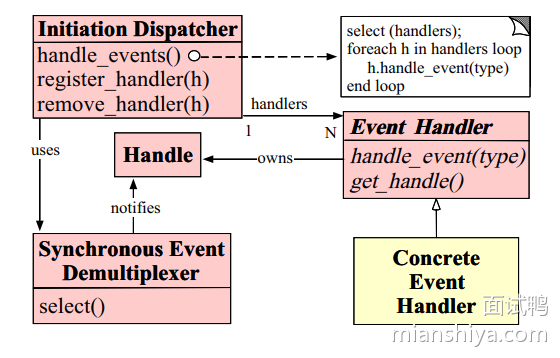 Initiation Dispatcher
handle_events()
register_handler(h)
remove_handler(h)
select (handlers);
foreach h in handlers loop
h.handle_event(type)
end loop
handlers
1
N
uses
Handle
owns
Event Handler
handle_event(type)
get_handle()
notifies
Synchronous Event
Demultiplexer
select()
Concrete
Event
Handler
面试鸭
mianshiya.com